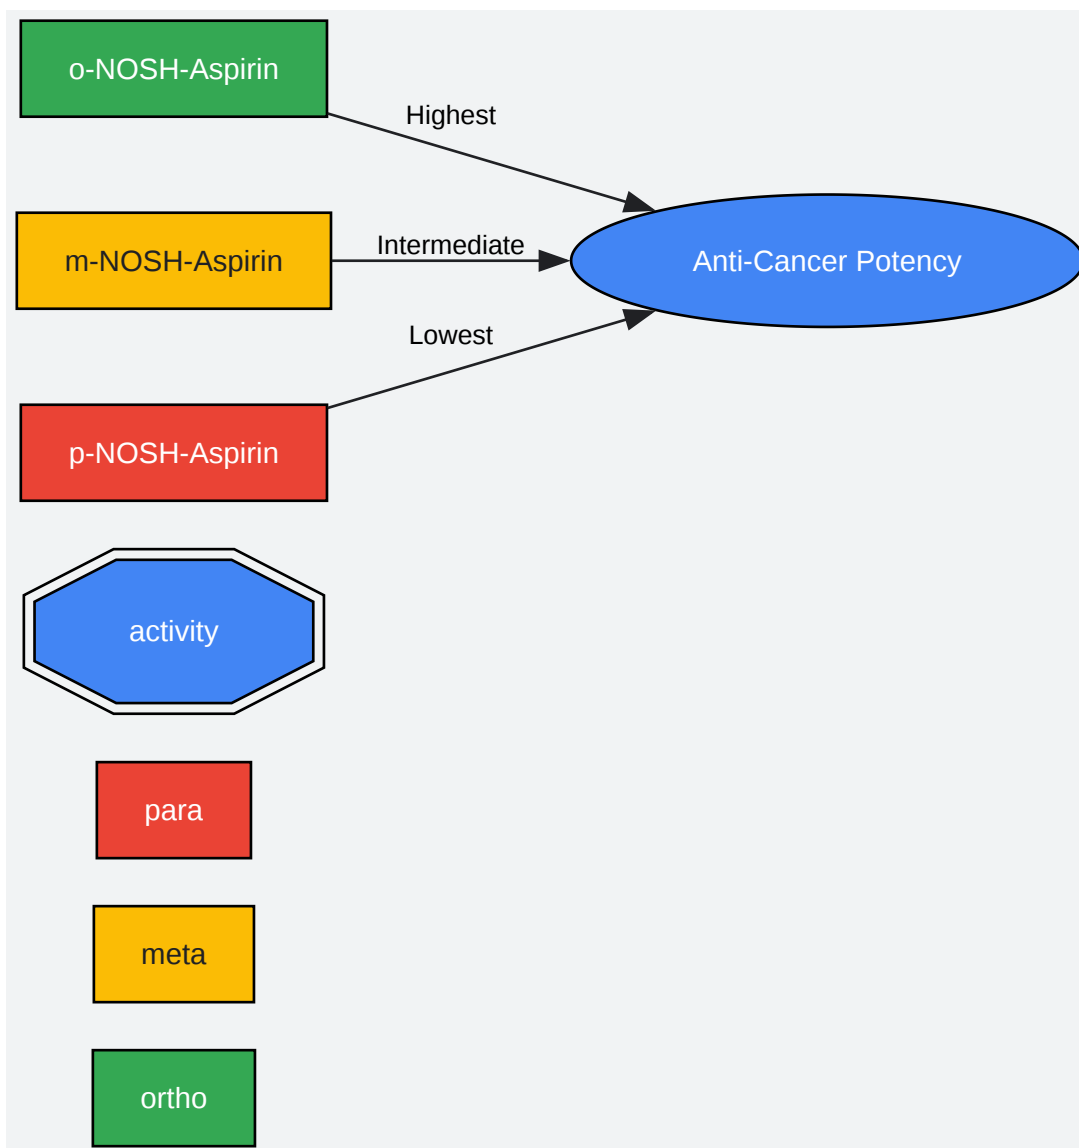 o-NOSH-Aspirin
Highest
m-NOSH-Aspirin
Intermediate
Anti-Cancer Potency
Lowest
p-NOSH-Aspirin
activity
para
meta
ortho